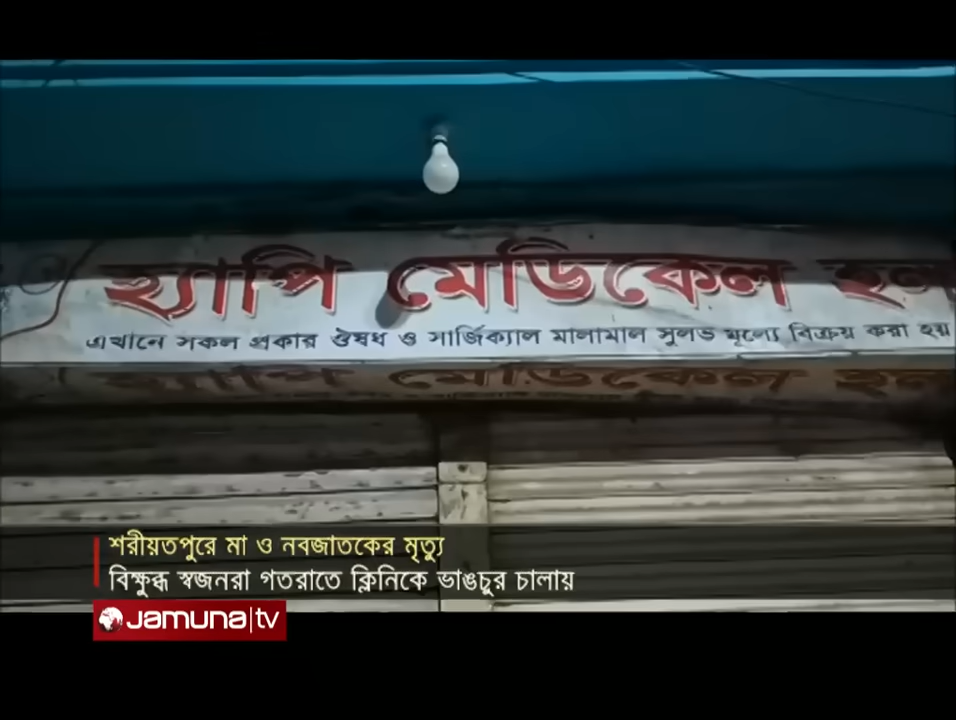 হ্যাপি মেডিকেল হল
এখানে সকল প্রকার ঔষধ ও সার্জিক্যাল মালামাল সুলভ মূল্যে বিক্রয় করা হয়
শরীয়তপুরে মা ও নবজাতকের মৃত্যু
বিক্ষুব্ধ স্বজনরা গতরাতে ক্লিনিকে ভাঙচুর চালায়
Jamuna|tv